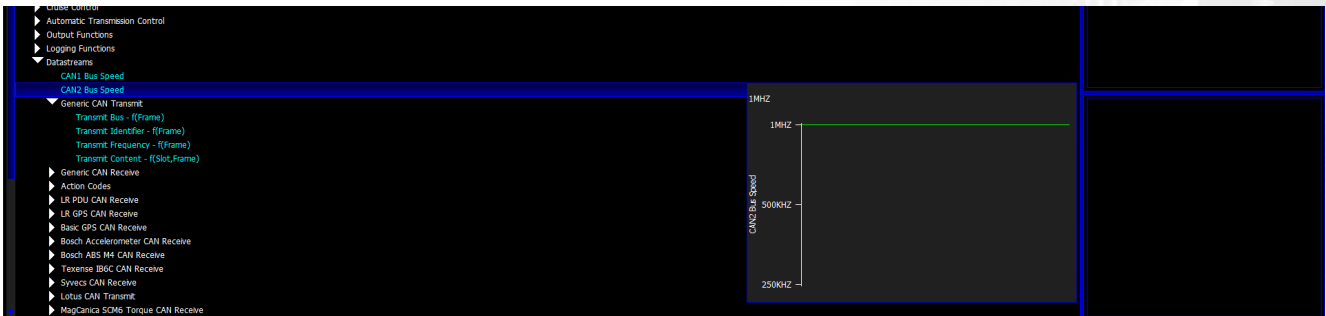 Cruise Control
Automatic Transmission Control
Output Functions
Logging Functions
Datastreams
CAN1 Bus Speed
CAN2 Bus Speed
Generic CAN Transmit
Transmit Bus - f(Frame)
Transmit Identifier - f(Frame)
Transmit Frequency - f(Frame)
Transmit Content - f(Slot,Frame)
Generic CAN Receive
Action Codes
LR PDU CAN Receive
LR GPS CAN Receive
Basic GPS CAN Receive
Bosch Accelerometer CAN Receive
Bosch ABS M4 CAN Receive
Texense IB6C CAN Receive
Syvecs CAN Receive
Lotus CAN Transmit
MagCanica SCM6 Torque CAN Receive
1MHZ
1MHZ
500KHZ
250KHZ
CAN2 Bus Speed